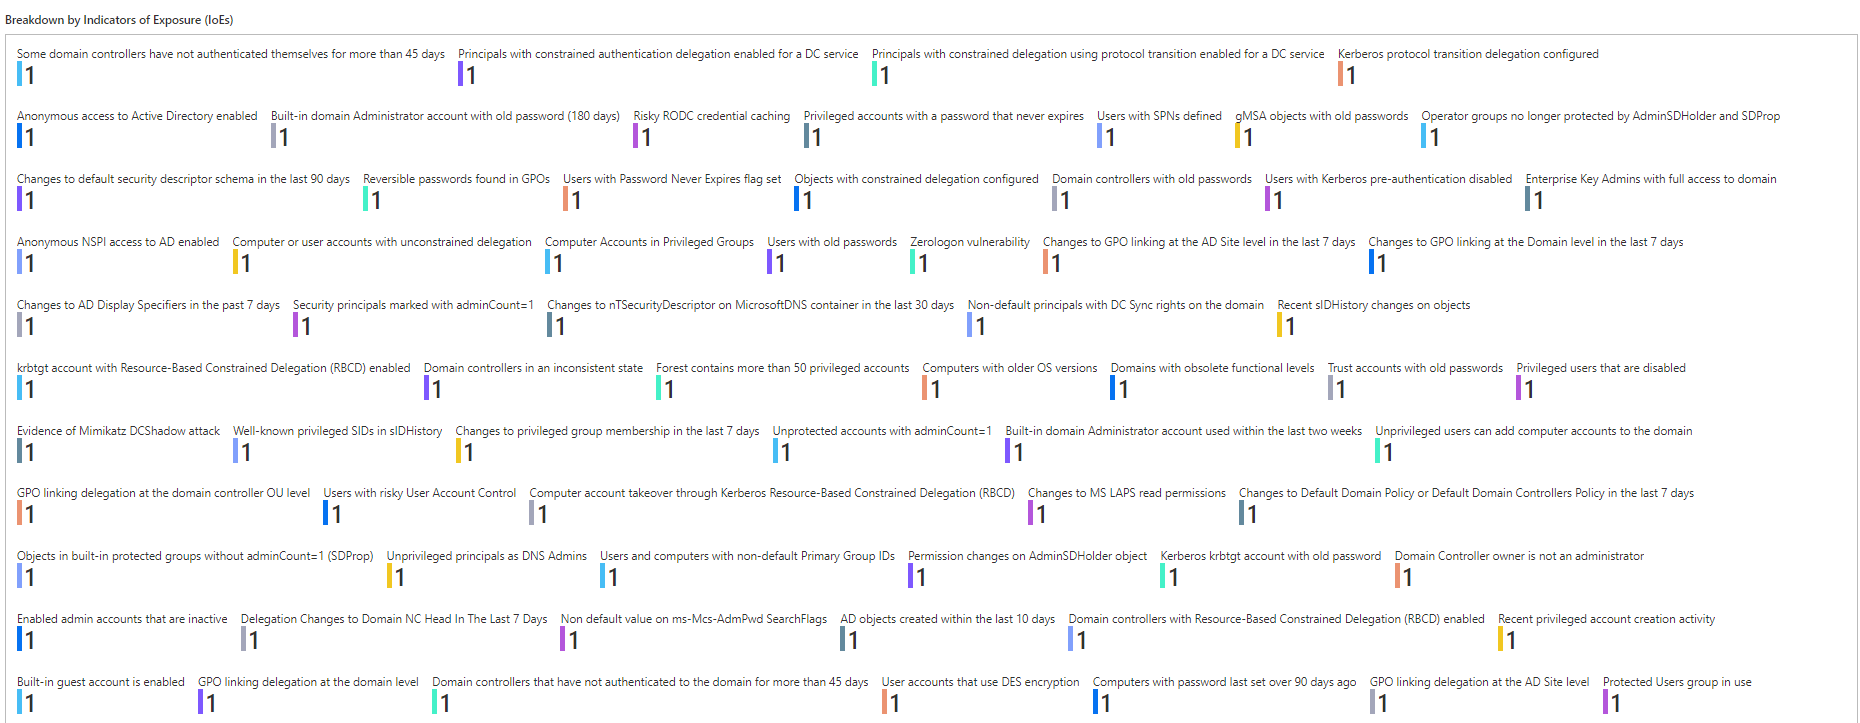 Breakdown by Indicators of Exposure (IoEs)
Some domain controllers have not authenticated themselves for more than 45 days Principals with constrained authentication delegation enabled for a DC service Principals with constrained delegation using protocol transition enabled for a DC service Kerberos protocol transition delegation configured
1 1 1 1
Anonymous access to Active Directory enabled Built-in domain Administrator account with old password (180 days) Risky RODC credential caching Privileged accounts with a password that never expires Users with SPNs defined gMSA objects with old passwords Operator groups no longer protected by AdminSDHolder and SDProp
1 1 1 1 1 1 1
Changes to default security descriptor schema in the last 90 days Reversible passwords found in GPOs Users with Password Never Expires flag set Objects with constrained delegation configured Domain controllers with old passwords Users with Kerberos pre-authentication disabled Enterprise Key Admins with full access to domain
1 1 1 1 1 1 1
Anonymous NSPI access to AD enabled Computer or user accounts with unconstrained delegation Computer Accounts in Privileged Groups Users with old passwords Zerologon vulnerability Changes to GPO linking at the AD Site level in the last 7 days Changes to GPO linking at the Domain level in the last 7 days
1 1 1 1 1 1 1
Changes to AD Display Specifiers in the past 7 days Security principals marked with adminCount=1 Changes to nTSecurityDescriptor on MicrosoftDNS container in the last 30 days Non-default principals with DC Sync rights on the domain Recent sIDHistory changes on objects
1 1 1 1 1
krbtgt account with Resource-Based Constrained Delegation (RBCD) enabled Domain controllers in an inconsistent state Forest contains more than 50 privileged accounts Computers with older OS versions Domains with obsolete functional levels Trust accounts with old passwords Privileged users that are disabled
1 1 1 1 1 1 1
Evidence of Mimikatz DCShadow attack Well-known privileged SIDs in sIDHistory Changes to privileged group membership in the last 7 days Unprotected accounts with adminCount=1 Built-in domain Administrator account used within the last two weeks Unprivileged users can add computer accounts to the domain
1 1 1 1 1 1
GPO linking delegation at the domain controller OU level Users with risky User Account Control Computer account takeover through Kerberos Resource-Based Constrained Delegation (RBCD) Changes to MS LAPS read permissions Changes to Default Domain Policy or Default Domain Controllers Policy in the last 7 days
1 1 1 1 1
Objects in built-in protected groups without adminCount=1 (SDProp) Unprivileged principals as DNS Admins Users and computers with non-default Primary Group IDs Permission changes on AdminSDHolder object Kerberos krbtgt account with old password Domain Controller owner is not an administrator
1 1 1 1 1 1
Enabled admin accounts that are inactive Delegation Changes to Domain NC Head In The Last 7 Days Non default value on ms-Mcs-AdmPwd SearchFlags AD objects created within the last 10 days Domain controllers with Resource-Based Constrained Delegation (RBCD) enabled Recent privileged account creation activity
1 1 1 1 1 1
Built-in guest account is enabled GPO linking delegation at the domain level Domain controllers that have not authenticated to the domain for more than 45 days User accounts that use DES encryption Computers with password last set over 90 days ago GPO linking delegation at the AD Site level Protected Users group in use
1 1 1 1 1 1 1